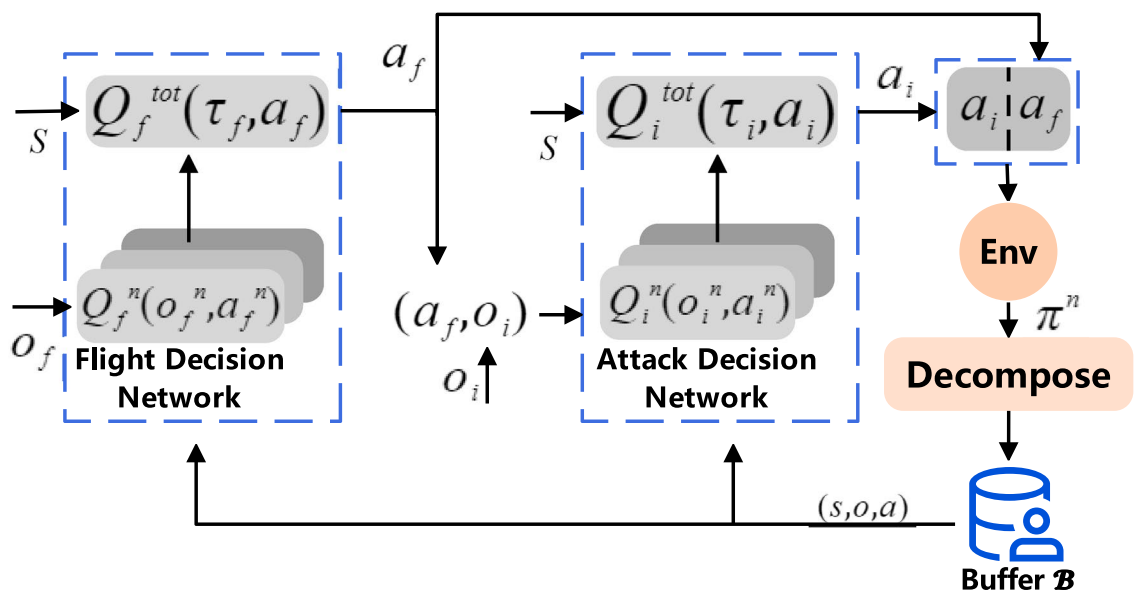 S
Q_f^{tot}(τ_f,a_f)
o_f
Q_f^n(o_f^n,a_f^n)
Flight Decision
Network
a_f
(a_f,o_i)
o_i
S
Q_i^{tot}(τ_i,a_i)
Q_i^n(o_i^n,a_i^n)
Attack Decision
Network
a_i
a_i a_f
Env
π^n
Decompose
(s,o,a)
Buffer ℬ